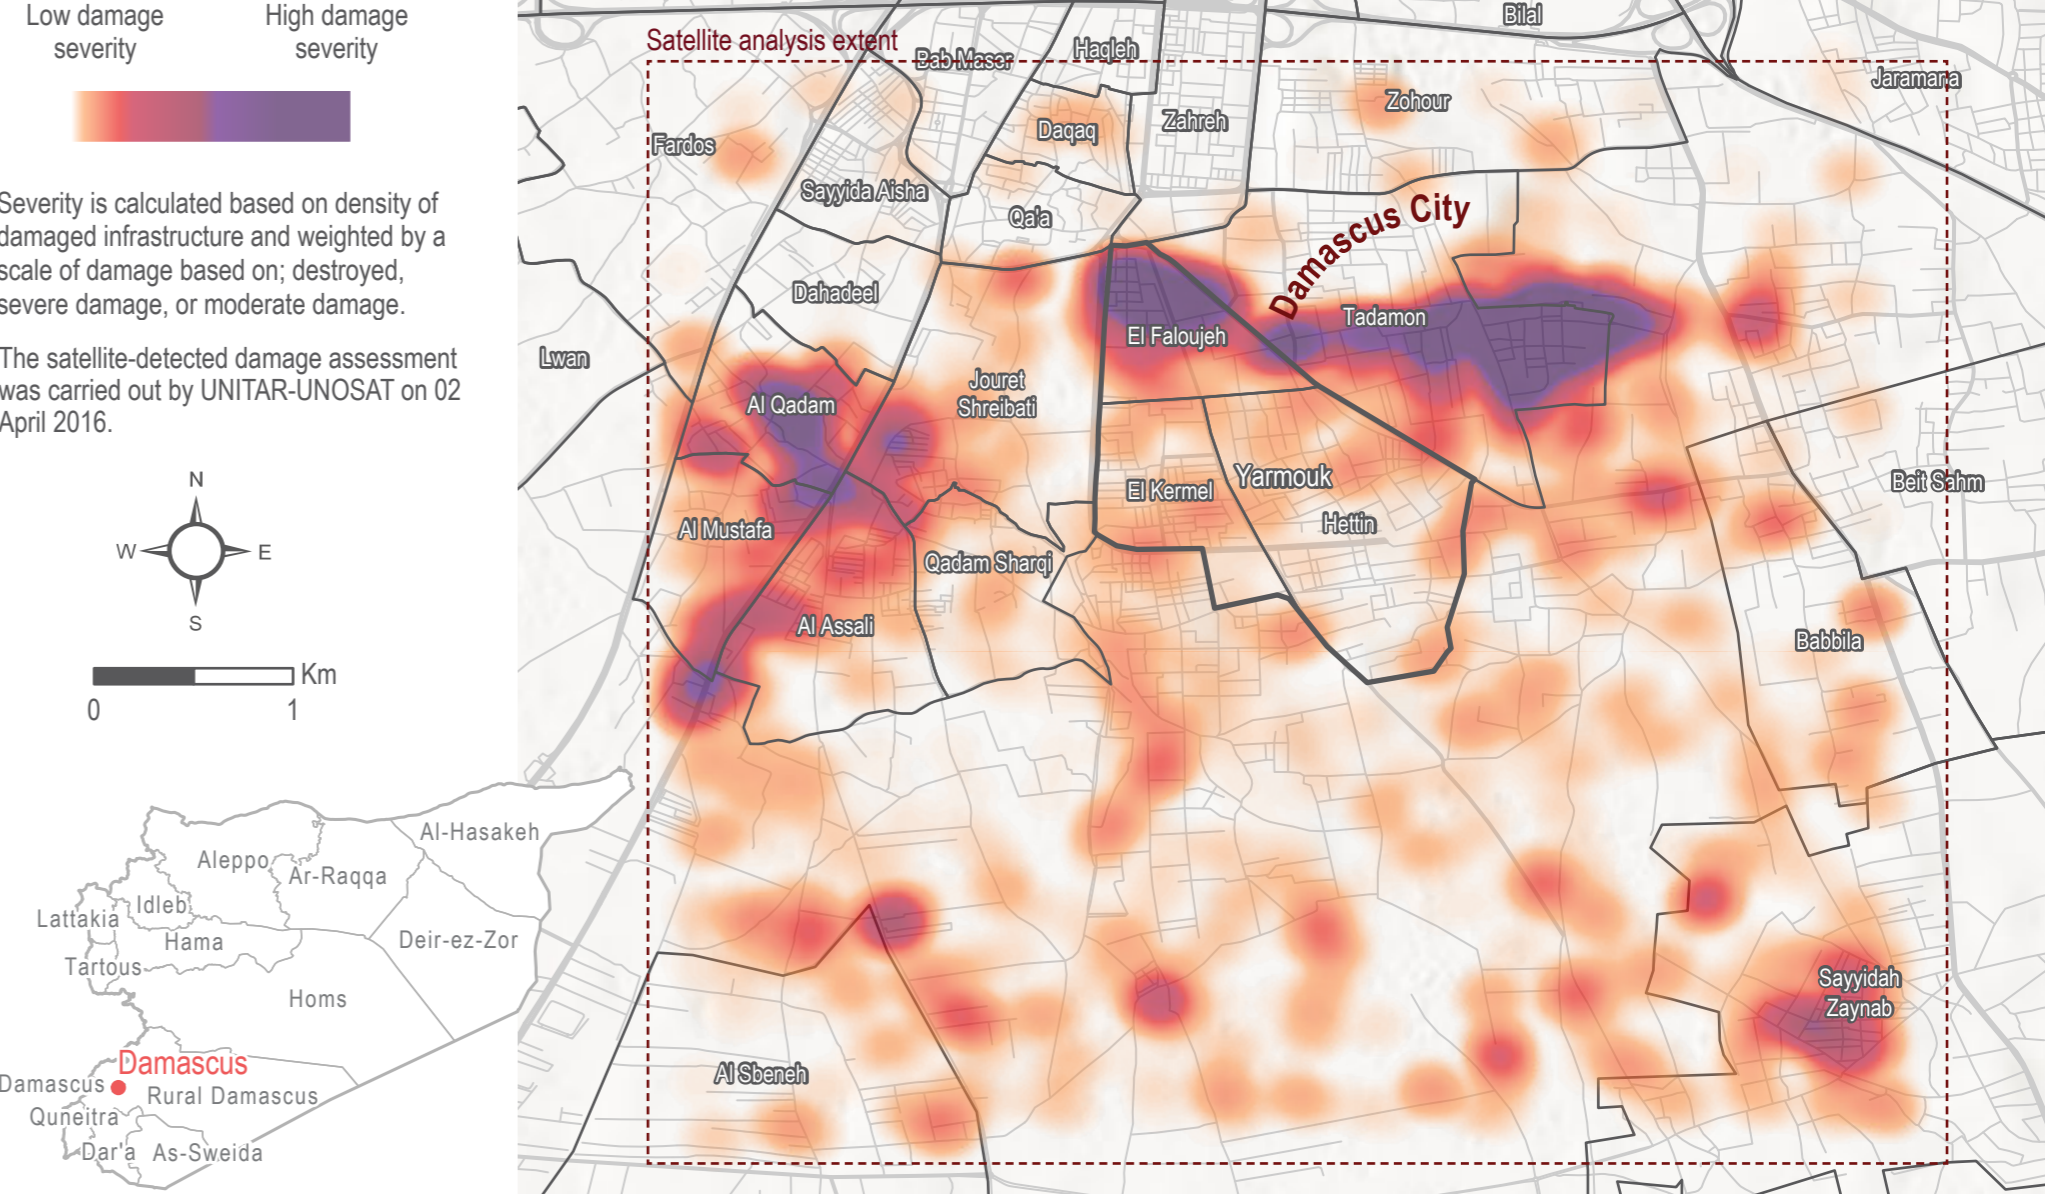 Low damage
severity
High damage
severity
Severity is calculated based on density of
damaged infrastructure and weighted by a
scale of damage based on; destroyed,
severe damage, or moderate damage.
The satellite-detected damage assessment
was carried out by UNITAR-UNOSAT on 02
April 2016.
N
W
E
S
Km
0
1
Al-Hasakeh
Aleppo
Ar-Raqqa
Idleb
Lattakia
Hama
Deir-ez-Zor
Tartous
Homs
Damascus
Damascus
Rural Damascus
Quneitra
Dar'a
As-Sweida
Satellite analysis extent
Bilal
Bab Maser
Haqleh
Jaramana
Zohour
Daqaq
Zahreh
Fardos
Sayyida Aisha
Qa'a
Damascus City
Dahadeel
Tadamon
El Faloujeh
Lwan
Jouret
Shreibati
Al Qadam
Yarmouk
El Kermel
Beit Sahm
Al Mustafa
Hettin
Qadam Sharqi
Al Assali
Babbila
Sayyidah
Zaynab
Al Sbeneh